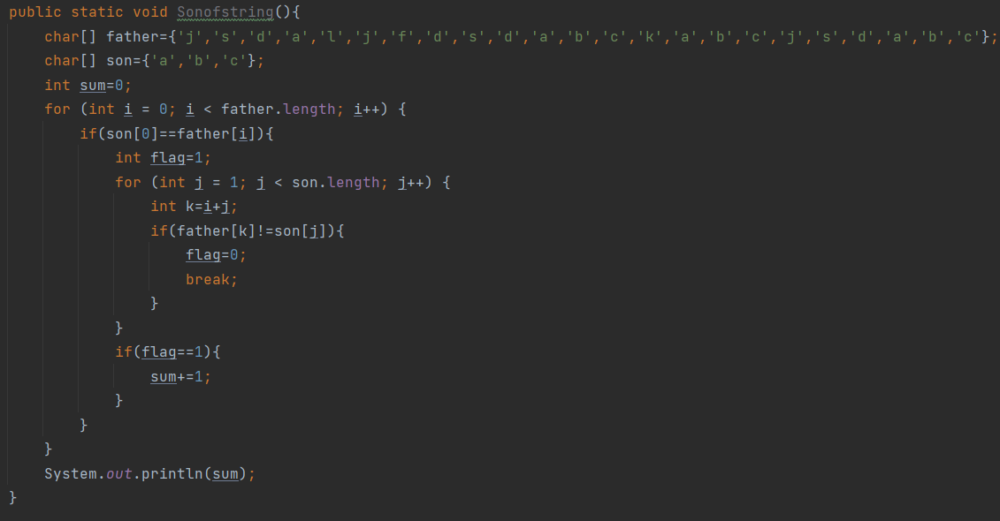 public static void Sonofstring(){
char[] father={'j','s','d','a','l','j','f','d','s','d','a','b','c','k','a','b','c','j','s','d','a','b','c'};
char[] son={'a','b','c'};
int sum=0;
for (int i = 0; i < father.length; i++) {
if(son[0]==father[i]){
int flag=1;
for (int j = 1; j < son.length; j++) {
int k=i+j;
if(father[k]!=son[j]){
flag=0;
break;
}
}
if(flag==1){
sum+=1;
}
}
}
System.out.println(sum);
}